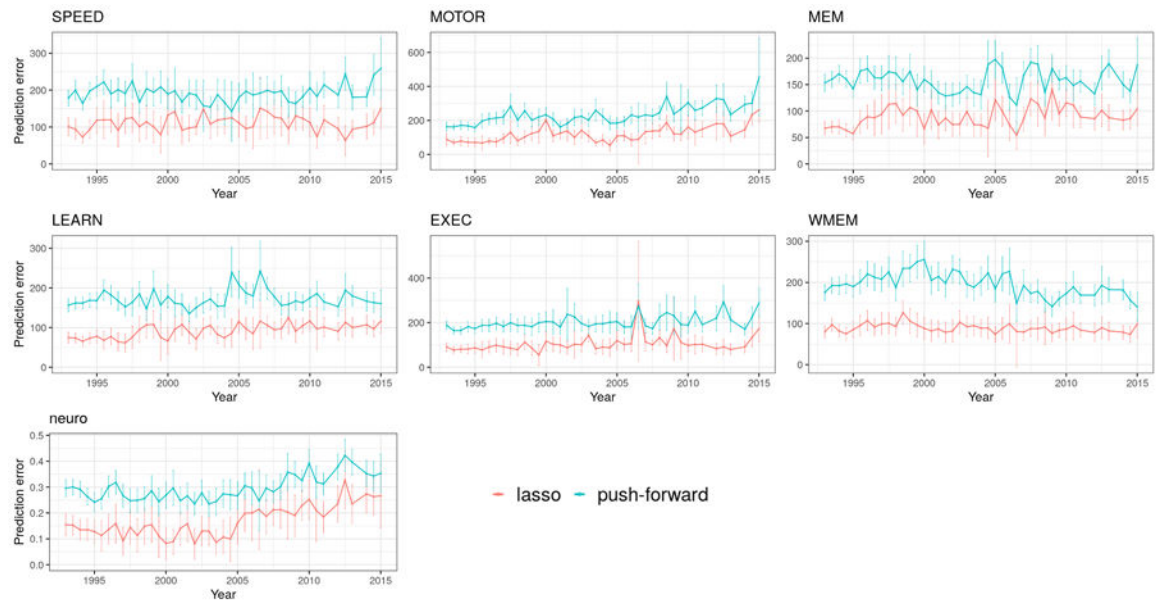 SPEED
MOTOR
MEM
Prediction error
300
200
100
0
600
400
200
0
200
150
100
50
0
1995 2000 2005 2010 2015
1995 2000 2005 2010 2015
1995 2000 2005 2010 2015
Year
Year
Year
LEARN
EXEC
WMEM
Prediction error
300
200
100
0
400
200
0
300
200
100
0
1995 2000 2005 2010 2015
1995 2000 2005 2010 2015
1995 2000 2005 2010 2015
Year
Year
Year
neuro
Prediction error
0.5
0.4
0.3
0.2
0.1
0.0
1995 2000 2005 2010 2015
Year
lasso push-forward